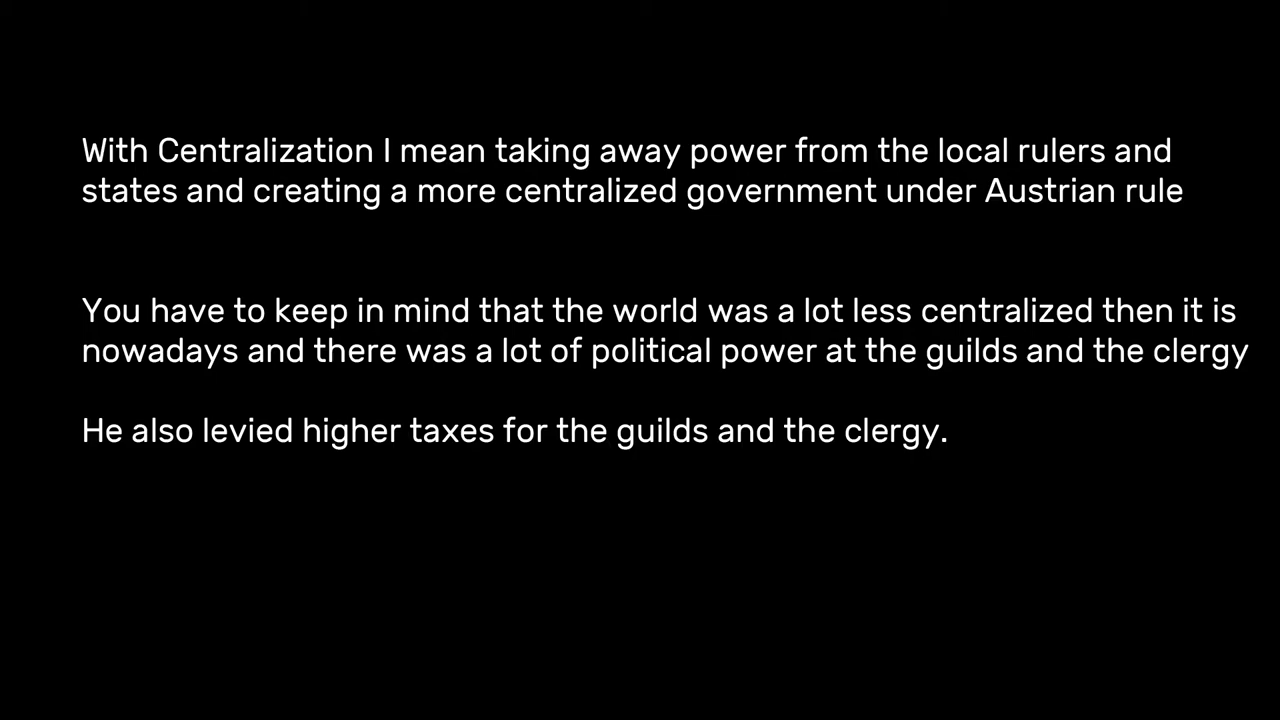 With Centralization I mean taking away power from the local rulers and
states and creating a more centralized government under Austrian rule
You have to keep in mind that the world was a lot less centralized then it is
nowadays and there was a lot of political power at the guilds and the clergy
He also levied higher taxes for the guilds and the clergy.